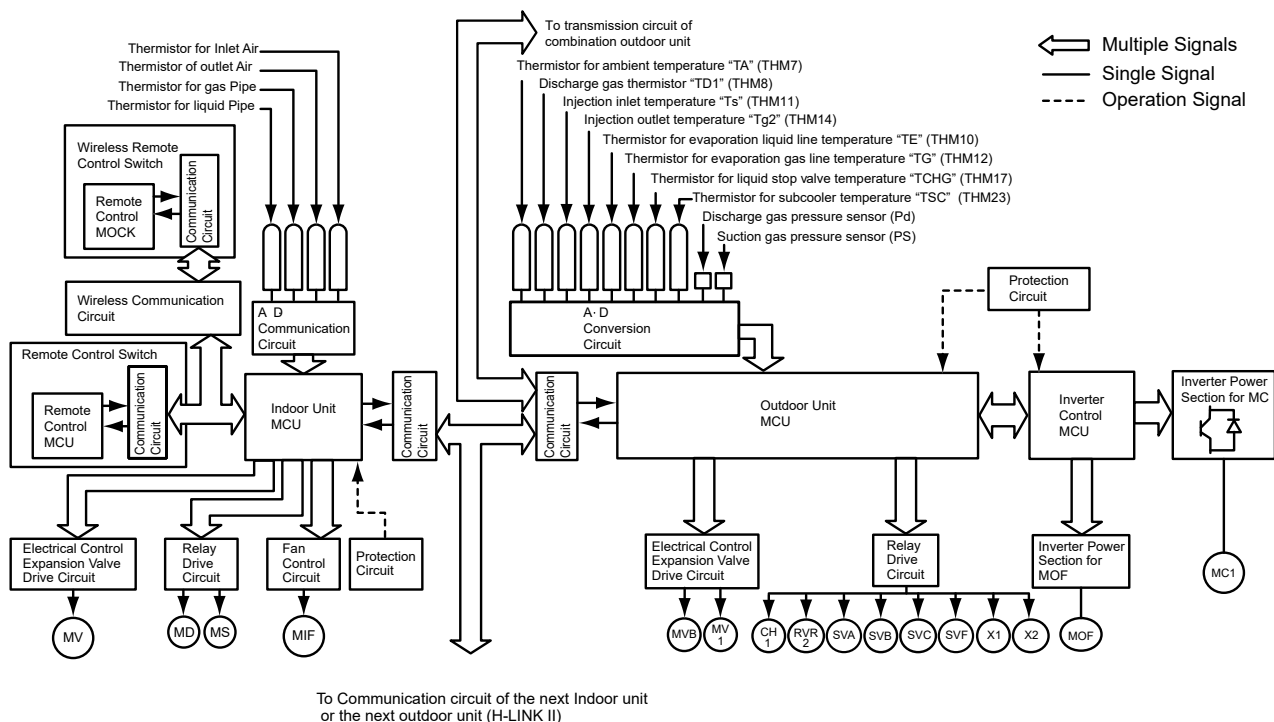 To transmission circuit of
combination outdoor unit
Multiple Signals
Single Signal
Operation Signal
Thermistor for Inlet Air
Thermistor of outlet Air
Thermistor for gas Pipe
Thermistor for liquid Pipe
Thermistor for ambient temperature “TA” (THM7)
Discharge gas thermistor “TD1” (THM8)
Injection inlet temperature “Ts” (THM11)
Injection outlet temperature “Tg2” (THM14)
Thermistor for evaporation liquid line temperature “TE” (THM10)
Thermistor for evaporation gas line temperature “TG” (THM12)
Thermistor for liquid stop valve temperature “TCHG” (THM17)
Thermistor for subcooler temperature “TSC” (THM23)
Discharge gas pressure sensor (Pd)
Suction gas pressure sensor (PS)
Wireless Remote
Control Switch
Remote
Control
MOCK
Communication
Circuit
Wireless Communication
Circuit
A D
Communication
Circuit
A· D
Conversion
Circuit
Protection
Circuit
Remote Control Switch
Remote
Control
MCU
Communication
Circuit
Indoor Unit
MCU
Communication
Circuit
Communication
Circuit
Outdoor Unit
MCU
Inverter
Control
MCU
Inverter Power
Section for MC
Electrical Control
Expansion Valve
Drive Circuit
Relay
Drive
Circuit
Fan
Control
Circuit
Protection
Circuit
Electrical Control
Expansion Valve
Drive Circuit
Relay
Drive
Circuit
Inverter Power
Section for
MOF
MV
MD
MS
MIF
MVB
MV
1
CH
1
RVR
2
SVA
SVB
SVC
SVF
X1
X2
MOF
MC1
To Communication circuit of the next Indoor unit
or the next outdoor unit (H-LINK II)